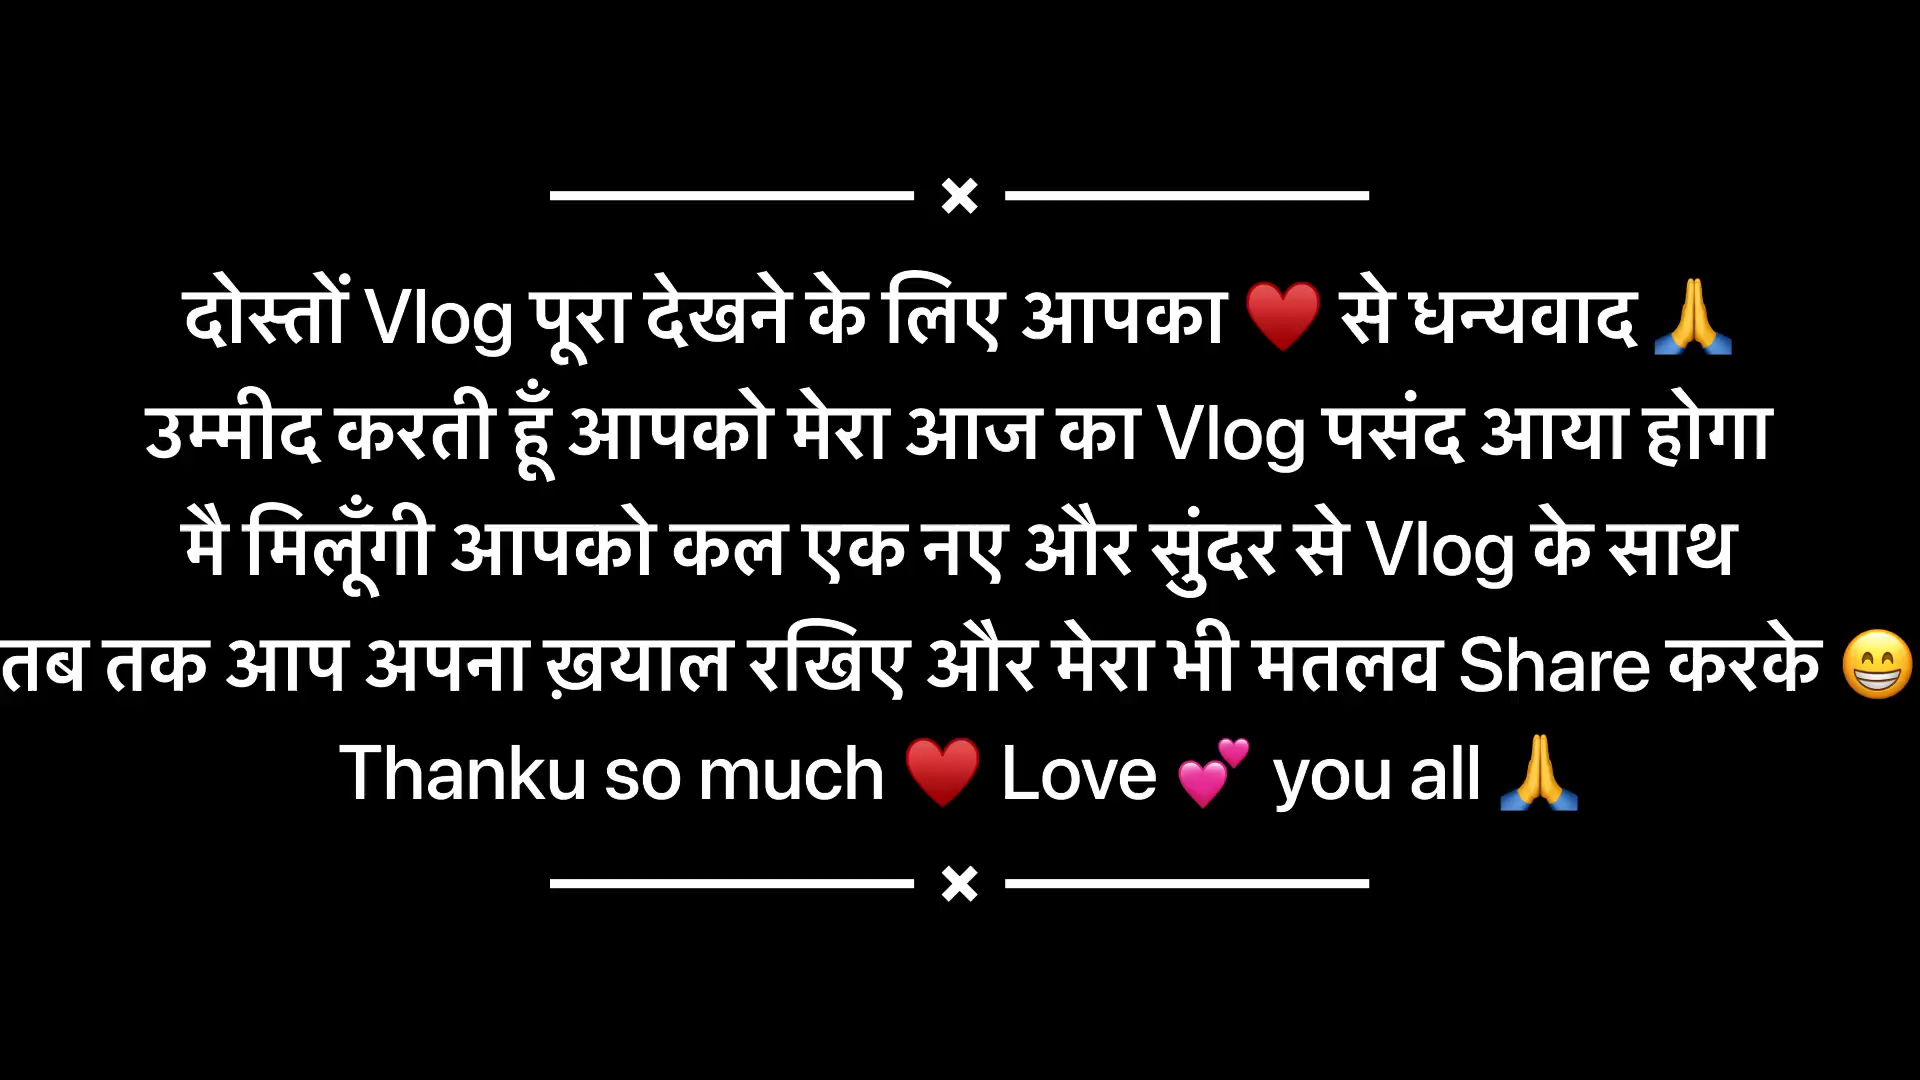 दोस्तों Vlog पूरा देखने के लिए आपका ♥️ से धन्यवाद 🙏
उम्मीद करती हूँ आपको मेरा आज का Vlog पसंद आया होगा
मै मिलूँगी आपको कल एक नए और सुंदर से Vlog के साथ
तब तक आप अपना ख़याल रखिए और मेरा भी मतलव Share करके 😁
Thanku so much ♥️ Love 💕 you all 🙏